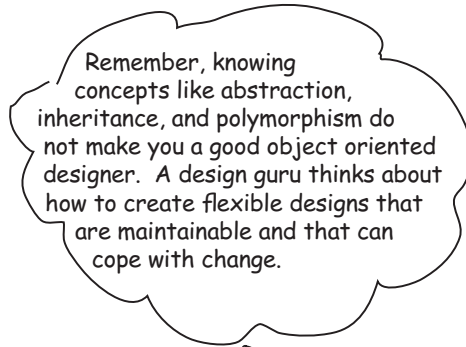 Remember, knowing
concepts like abstraction,
inheritance, and polymorphism do
not make you a good object oriented
designer. A design guru thinks about
how to create flexible designs that
are maintainable and that can
cope with change.